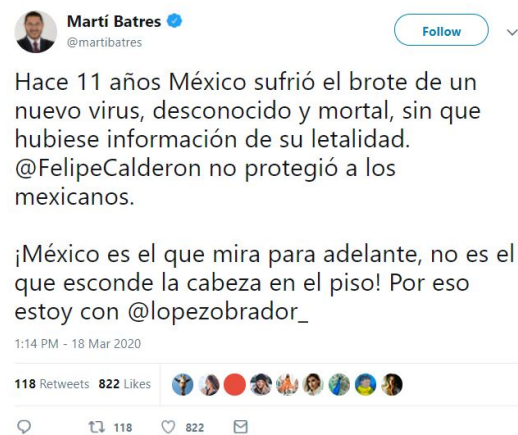 Martí Batres
@martibatres
Follow
Hace 11 años México sufrió el brote de un
nuevo virus, desconocido y mortal, sin que
hubiese información de su letalidad.
@FelipeCalderon no protegió a los
mexicanos.
¡México es el que mira para adelante, no es el
que esconde la cabeza en el piso! Por eso
estoy con @lopezobrador_
1:14 PM - 18 Mar 2020
118 Retweets 822 Likes
118 822